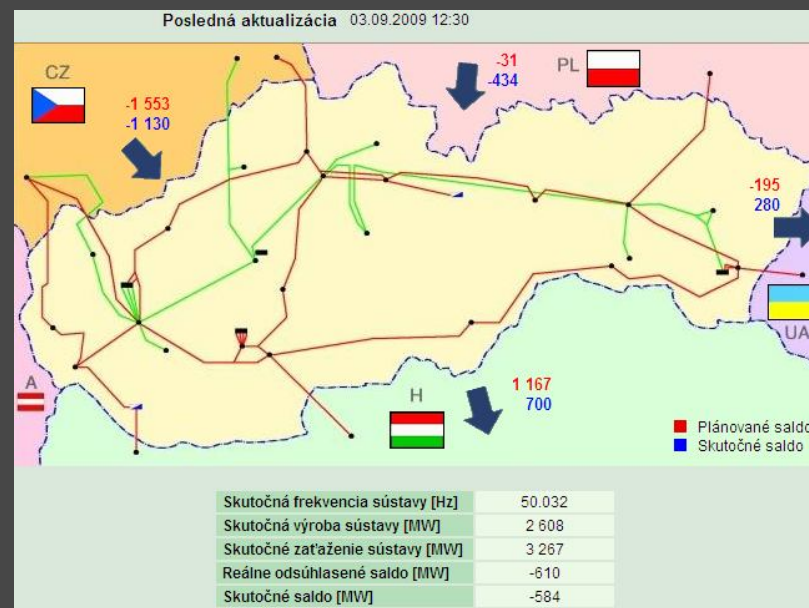 Posledná aktualizácia 03.09.2009 12:30
CZ
-1 553
-1 130
-31
-434
PL
-195
280
UA
A
H
1 167
700
Plánované saldo
Skutočné saldo
Skutočná frekvencia sústavy [Hz] 50.032
Skutočná výroba sústavy [MW] 2 608
Skutočné zaťaženie sústavy [MW] 3 267
Reálne odsúhlasené saldo [MW] -610
Skutočné saldo [MW] -584